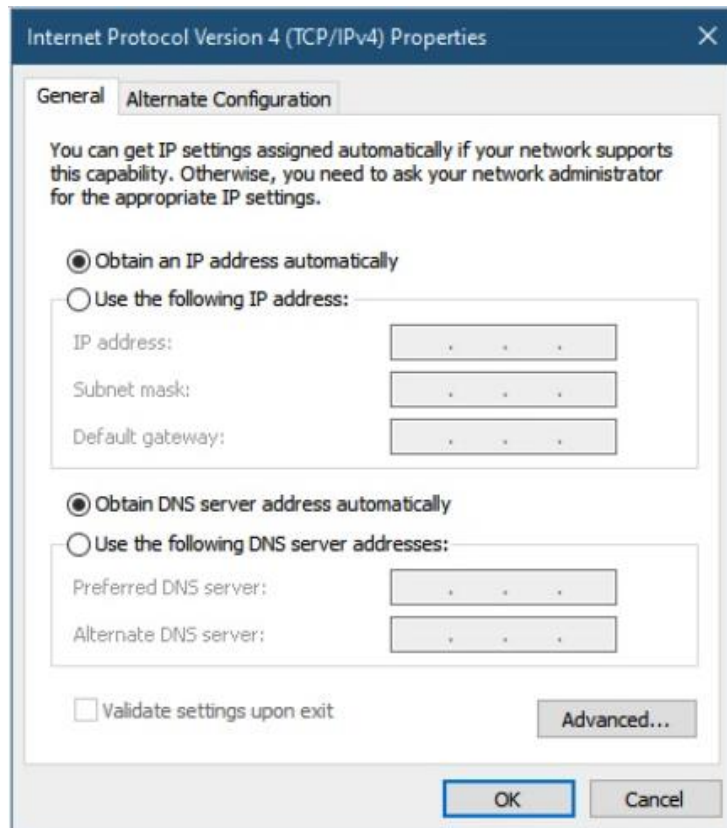 Internet Protocol Version 4 (TCP/IPv4) Properties
General
Alternate Configuration
You can get IP settings assigned automatically if your network supports
this capability. Otherwise, you need to ask your network administrator
for the appropriate IP settings.
Obtain an IP address automatically
Use the following IP address:
IP address:
Subnet mask:
Default gateway:
Obtain DNS server address automatically
Use the following DNS server addresses:
Preferred DNS server:
Alternate DNS server:
Validate settings upon exit
Advanced...
OK
Cancel